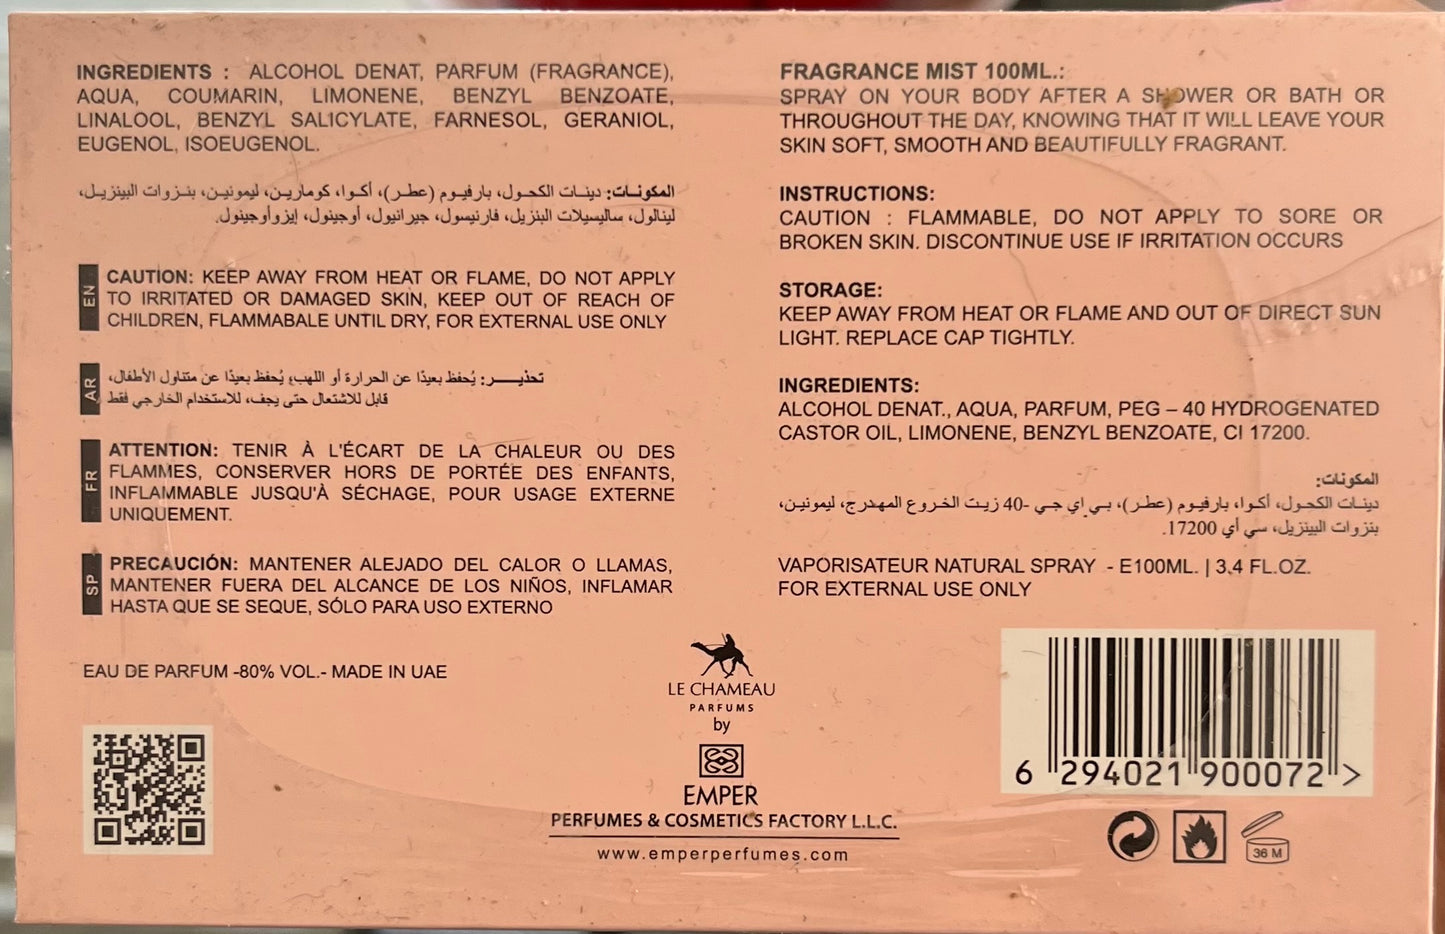 INGREDIENTS : ALCOHOL DENAT, PARFUM (FRAGRANCE),
AQUA, COUMARIN, LIMONENE, BENZYL BENZOATE,
LINALOOL, BENZYL SALICYLATE, FARNESOL, GERANIOL,
EUGENOL, ISOEUGENOL.
المكونات: دينات الكحول، بارفيوم (عطر)، أكوا، كومارين، ليمونين، بنزوات البينزيل،
لينالول، ساليسيلات البنزيل، فارنيسول، جيرانيول، أوجينول، إيزوأوجينول.
EN
CAUTION: KEEP AWAY FROM HEAT OR FLAME, DO NOT APPLY
TO IRRITATED OR DAMAGED SKIN, KEEP OUT OF REACH OF
CHILDREN, FLAMMABALE UNTIL DRY, FOR EXTERNAL USE ONLY
AR
تحذيـــر: يُحفظ بعيدًا عن الحرارة أو اللهب، يُحفظ بعيدًا عن متناول الأطفال،
قابل للاشتعال حتى يجف، للاستخدام الخارجي فقط
FR
ATTENTION: TENIR À L'ÉCART DE LA CHALEUR OU DES
FLAMMES, CONSERVER HORS DE PORTÉE DES ENFANTS,
INFLAMMABLE JUSQU'À SÉCHAGE, POUR USAGE EXTERNE
UNIQUEMENT.
SP
PRECAUCIÓN: MANTENER ALEJADO DEL CALOR O LLAMAS,
MANTENER FUERA DEL ALCANCE DE LOS NIÑOS, INFLAMAR
HASTA QUE SE SEQUE, SÓLO PARA USO EXTERNO
EAU DE PARFUM -80% VOL.- MADE IN UAE
FRAGRANCE MIST 100ML.:
SPRAY ON YOUR BODY AFTER A SHOWER OR BATH OR
THROUGHOUT THE DAY, KNOWING THAT IT WILL LEAVE YOUR
SKIN SOFT, SMOOTH AND BEAUTIFULLY FRAGRANT.
INSTRUCTIONS:
CAUTION : FLAMMABLE, DO NOT APPLY TO SORE OR
BROKEN SKIN. DISCONTINUE USE IF IRRITATION OCCURS
STORAGE:
KEEP AWAY FROM HEAT OR FLAME AND OUT OF DIRECT SUN
LIGHT. REPLACE CAP TIGHTLY.
INGREDIENTS:
ALCOHOL DENAT., AQUA, PARFUM, PEG – 40 HYDROGENATED
CASTOR OIL, LIMONENE, BENZYL BENZOATE, CI 17200.
المكونات:
دينات الكحول، أكوا، بارفيوم (عطر)، بي إي جي -40 زيت الخروع المهدرج، ليمونين،
بنزوات البينزيل، سي أي 17200.
VAPORISATEUR NATURAL SPRAY - E100ML. | 3.4 FL.OZ.
FOR EXTERNAL USE ONLY
LE CHAMEAU
PARFUMS
by
EMPER
PERFUMES & COSMETICS FACTORY L.L.C.
www.emperperfumes.com
6 294021 900072 >
36 M